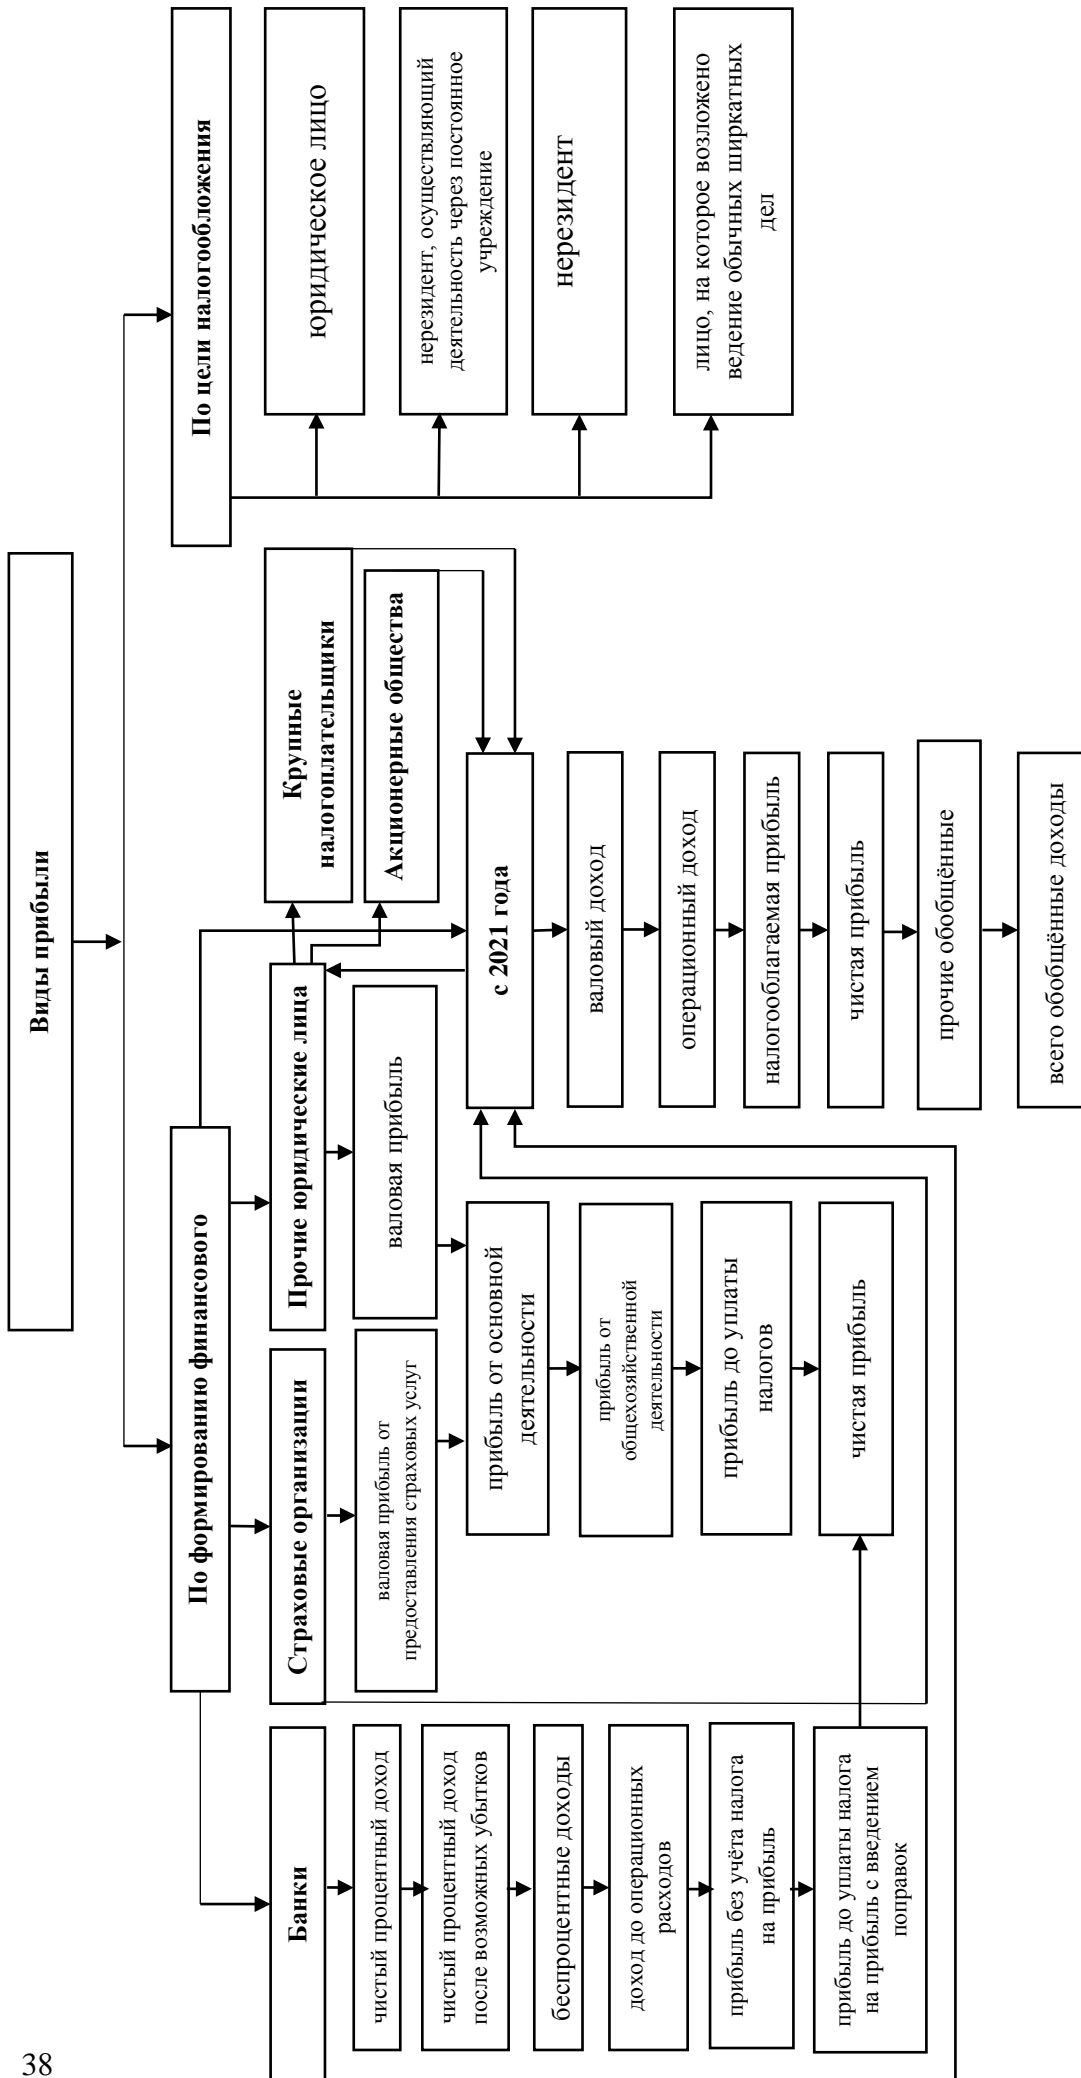 38
Виды прибыли
По формированию финансового
По цели налогообложения
Банки
Страховые организации
Прочие юридические лица
Крупные
налогоплательщики
Акционерные общества
юридическое лицо
нерезидент, осуществляющий
деятельность через постоянное
учреждение
нерезидент
лицо, на которое возложено
ведение обычных ширкатных
дел
чистый процентный доход
чистый процентный доход
после возможных убытков
беспроцентные доходы
доход до операционных
расходов
прибыль без учёта налога
на прибыль
прибыль до уплаты налога
на прибыль с введением
поправок
валовая прибыль от
предоставления страховых услуг
валовая прибыль
прибыль от основной
деятельности
прибыль от
общехозяйственной
деятельности
прибыль до уплаты
налогов
чистая прибыль
с 2021 года
валовый доход
операционный доход
налогооблагаемая прибыль
чистая прибыль
прочие обобщённые
всего обобщённые доходы